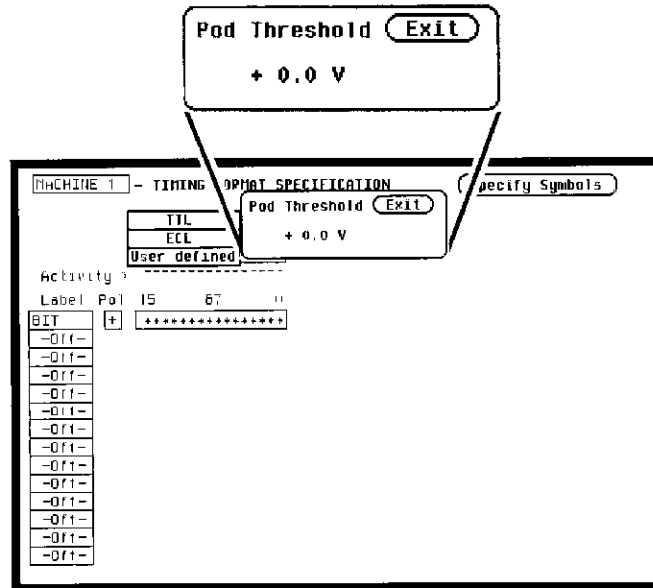 Pod Threshold Exit
+ 0.0 V
MACHINE 1 - TIMING FORMAT SPECIFICATION Specify Symbols
Pod Threshold Exit
+ 0.0 V
TTL
ECL
User defined
Activity >
Label Pol 15 87 0
BIT + ****************
-Off-
-Off-
-Off-
-Off-
-Off-
-Off-
-Off-
-Off-
-Off-
-Off-
-Off-
-Off-
-Off-